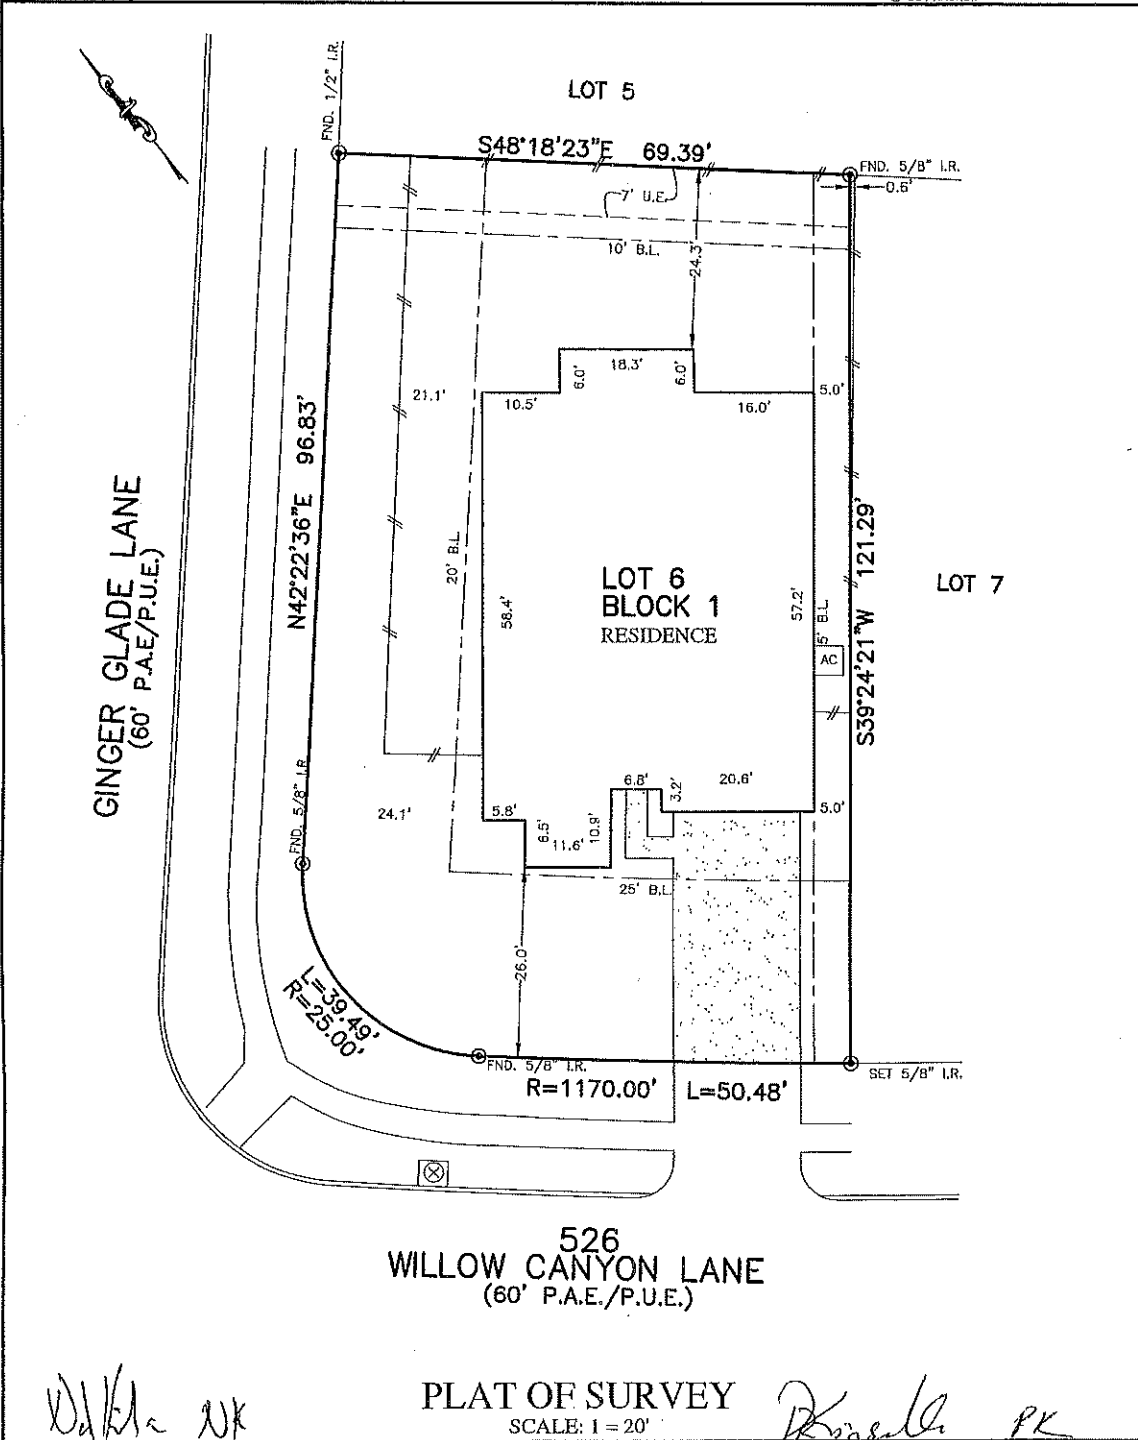 LOT 5
FND. 1/2" I.R.
S48°18'23"E 69.39'
FND. 5/8" I.R.
0.6'
7' U.E.
10' B.L.
24.3'
18.3'
6.0'
6.0'
21.1'
10.5'
16.0'
5.0'
N42°22'36"E 96.83'
GINGER GLADE LANE
(60' P.A.E/P.U.E.)
20' B.L.
58.4'
LOT 6
BLOCK 1
RESIDENCE
57.2'
5' B.L.
AC
S39°24'21"W 121.29'
LOT 7
FND. 5/8" I.R.
24.1'
5.8'
6.5'
11.6'
10.9'
6.8'
3.2'
20.6'
5.0'
25' B.L.
26.0'
L=39.49'
R=25.00'
FND. 5/8" I.R.
R=1170.00' L=50.48'
SET 5/8" I.R.
526
WILLOW CANYON LANE
(60' P.A.E./P.U.E.)
PLAT OF SURVEY
SCALE: 1 = 20'
NK
PK